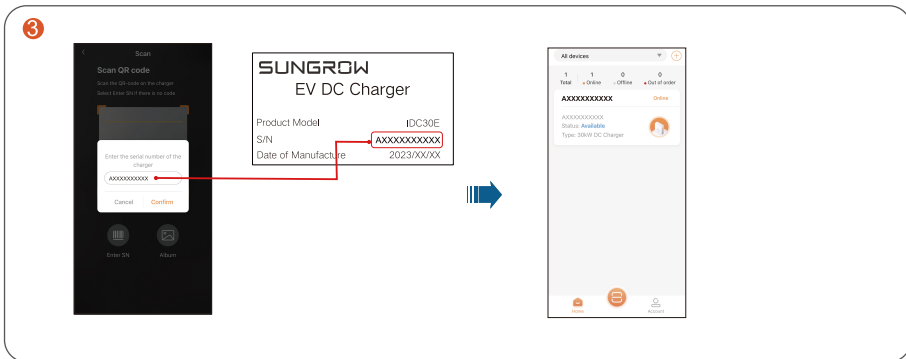 3
Scan
Scan QR code
Scan the QR-code on the charger
Select Enter SN if there is no code
Enter the serial number of the
charger
AXXXXXXXXXX
Cancel Confirm
Enter SN Album
SUNGROW
EV DC Charger
Product Model IDC30E
S/N AXXXXXXXXXX
Date of Manufacture 2023/XX/XX
All devices
1 1 0 0
Total Online Offline Out of order
AXXXXXXXXXX Online
AXXXXXXXXXX
Status: Available
Type: 30kW DC Charger
Home Account